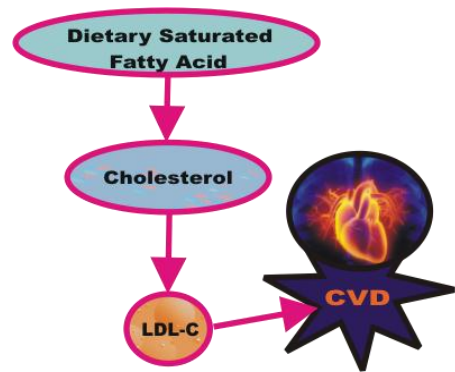 Dietary Saturated
Fatty Acid
Cholesterol
LDL-C
CVD